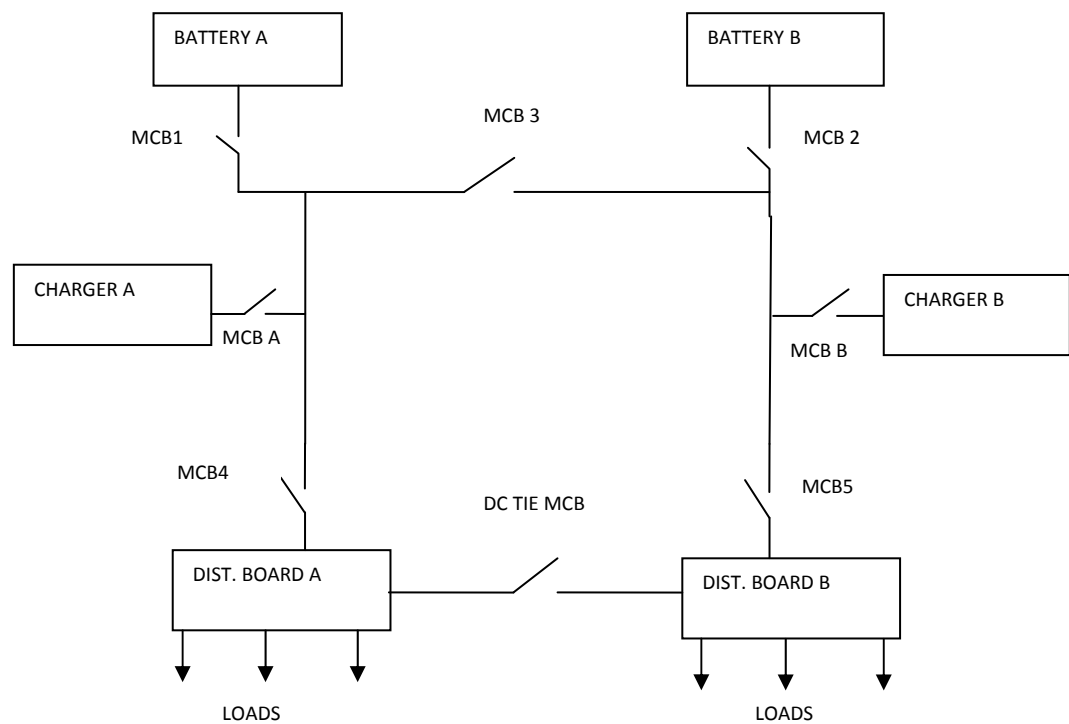 BATTERY A
BATTERY B
MCB 3
MCB1
MCB 2
CHARGER A
CHARGER B
MCB A
MCB B
MCB4
MCB5
DC TIE MCB
DIST. BOARD A
DIST. BOARD B
LOADS
LOADS